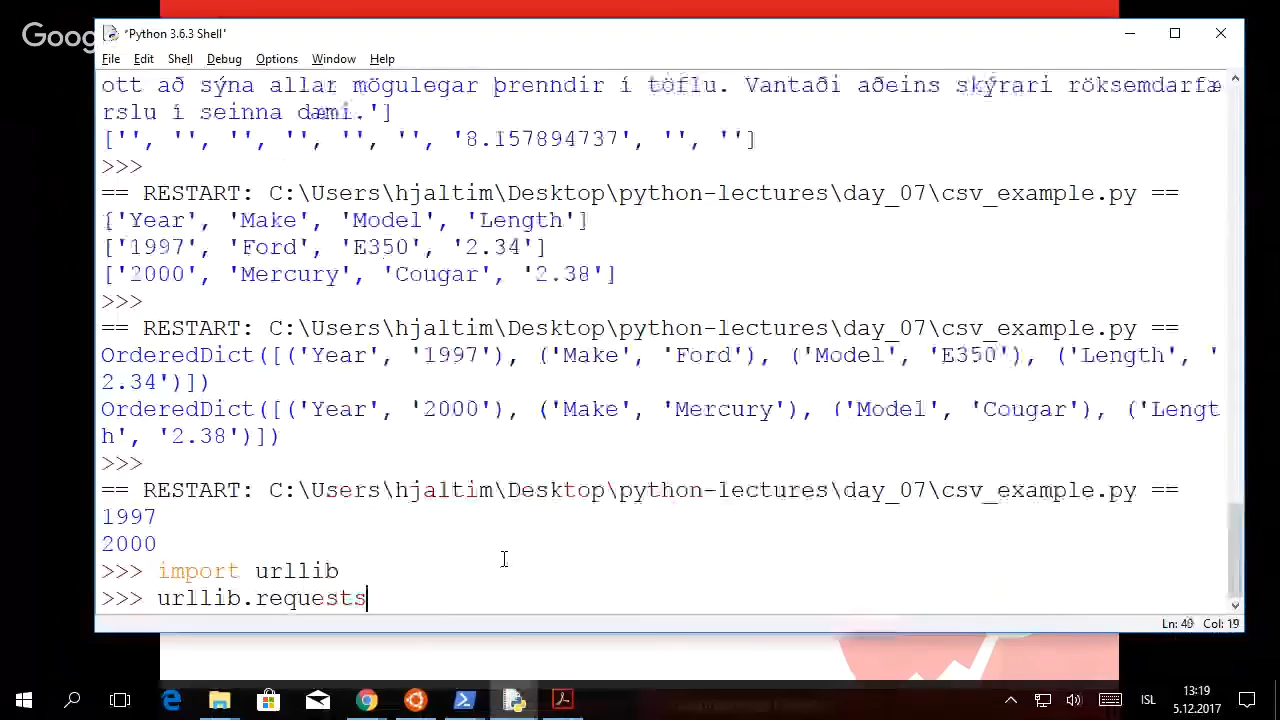 Goog
*Python 3.6.3 Shell*
File Edit Shell Debug Options Window Help
ott að sýna allar mögulegar þrenndir í töflu. Vantaði aðeins skýrari röksemdarfæ
rslu í seinna dæmi.']
['', '', '', '', '', '', '8.157894737', '', '']
>>>
== RESTART: C:\Users\hjaltim\Desktop\python-lectures\day_07\csv_example.py ==
['Year', 'Make', 'Model', 'Length']
['1997', 'Ford', 'E350', '2.34']
['2000', 'Mercury', 'Cougar', '2.38']
>>>
== RESTART: C:\Users\hjaltim\Desktop\python-lectures\day_07\csv_example.py ==
OrderedDict([('Year', '1997'), ('Make', 'Ford'), ('Model', 'E350'), ('Length', '
2.34')])
OrderedDict([('Year', '2000'), ('Make', 'Mercury'), ('Model', 'Cougar'), ('Lengt
h', '2.38')])
>>>
== RESTART: C:\Users\hjaltim\Desktop\python-lectures\day_07\csv_example.py ==
1997
2000
>>> import urllib
>>> urllib.requests
Ln: 40 Col: 19
ÍSL
13:19
5.12.2017